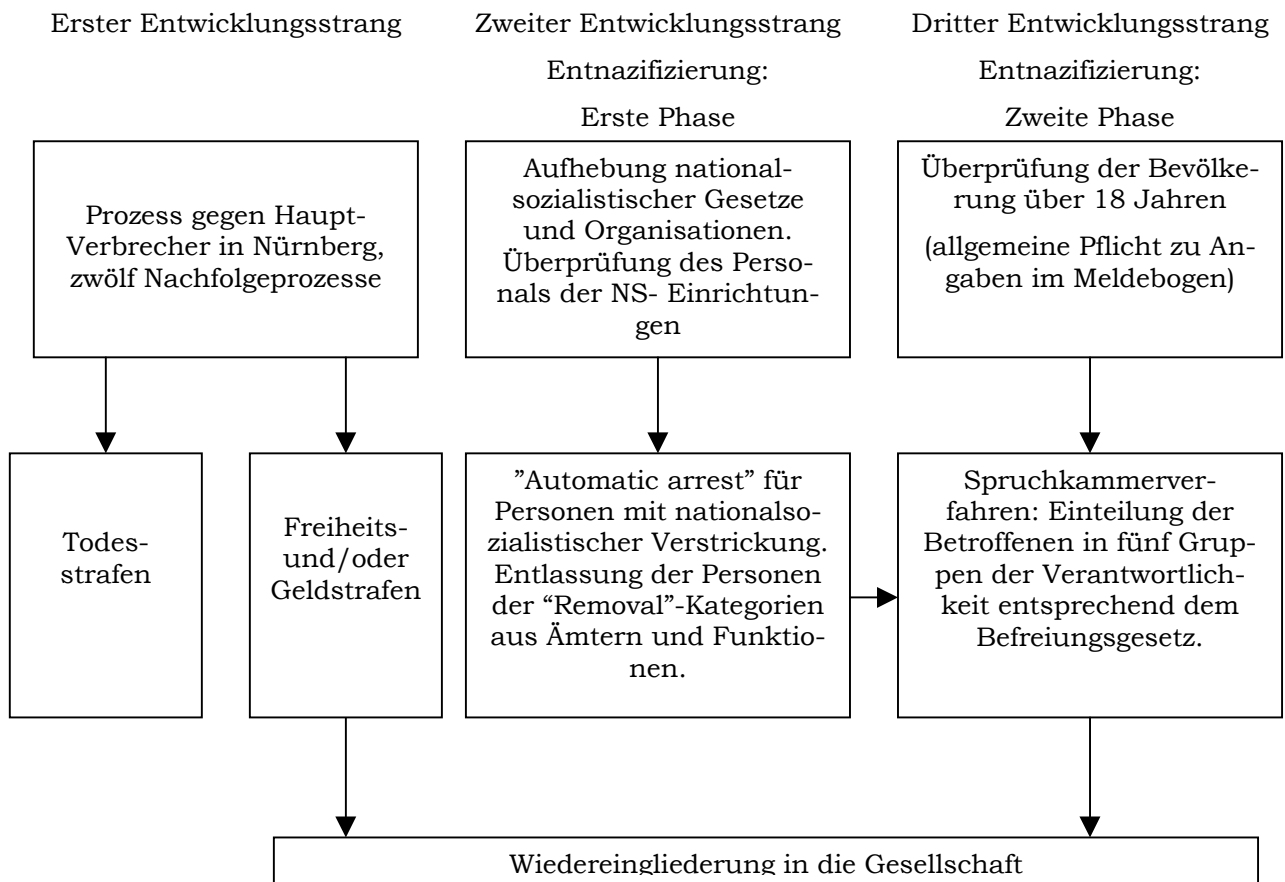 Erster Entwicklungsstrang
Zweiter Entwicklungsstrang
Entnazifizierung:
Erste Phase
Dritter Entwicklungsstrang
Entnazifizierung:
Zweite Phase
Prozess gegen Haupt-
Verbrecher in Nürnberg,
zwölf Nachfolgeprozesse
Aufhebung national-
sozialistischer Gesetze
und Organisationen.
Überprüfung des Perso-
nals der NS- Einrichtun-
gen
Überprüfung der Bevölke-
rung über 18 Jahren
(allgemeine Pflicht zu An-
gaben im Meldebogen)
Todes-
strafen
Freiheits-
und/oder
Geldstrafen
”Automatic arrest” für
Personen mit nationalso-
zialistischer Verstrickung.
Entlassung der Personen
der “Removal”-Kategorien
aus Ämtern und Funktio-
nen.
Spruchkammerver-
fahren: Einteilung der
Betroffenen in fünf Grup-
pen der Verantwortlich-
keit entsprechend dem
Befreiungsgesetz.
Wiedereingliederung in die Gesellschaft